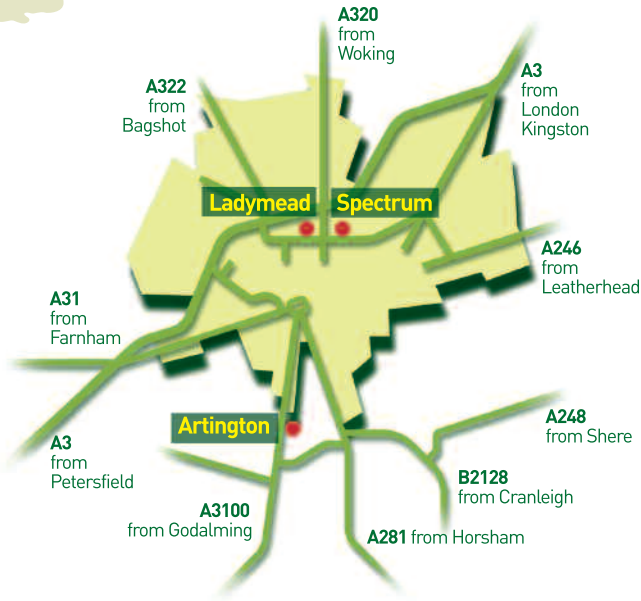 A320
from
Woking
A322
from
Bagshot
A3
from
London
Kingston
Ladymead
Spectrum
A246
from
Leatherhead
A31
from
Farnham
A3
from
Petersfield
Artington
A248
from Shere
B2128
from Cranleigh
A3100
from Godalming
A281 from Horsham